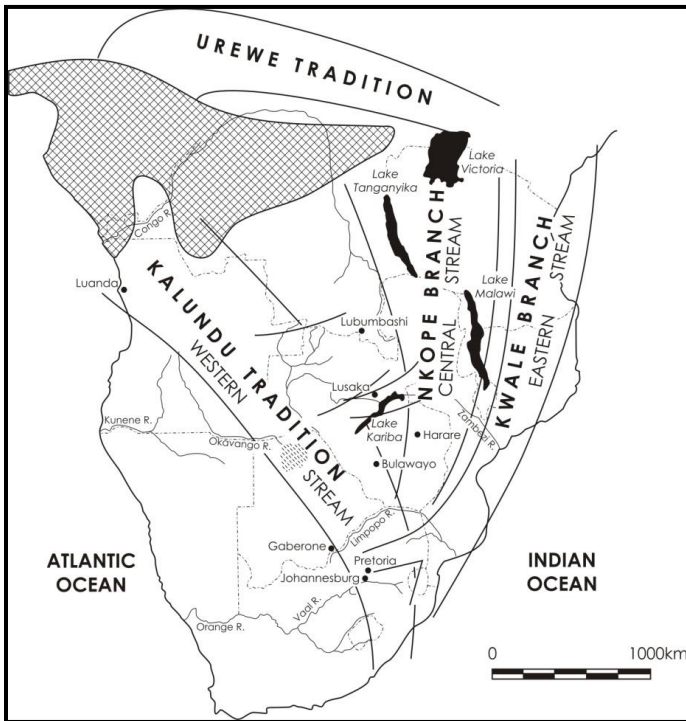 UREWE TRADITION
Lake
Victoria
Lake
Tanganyika
Congo R.
NKOPE BRANCH
CENTRAL STREAM
KWALE BRANCH
EASTERN STREAM
Lake
Malawi
Luanda
KALUNDU TRADITION
WESTERN STREAM
Lubumbashi
Lusaka
Kunene R.
Okavango R.
Lake
Kariba
Harare
Zambezi R.
Bulawayo
Limpopo R.
Gaberone
Pretoria
Johannesburg
ATLANTIC
OCEAN
INDIAN
OCEAN
Vaal R.
Orange R.
0 1000km